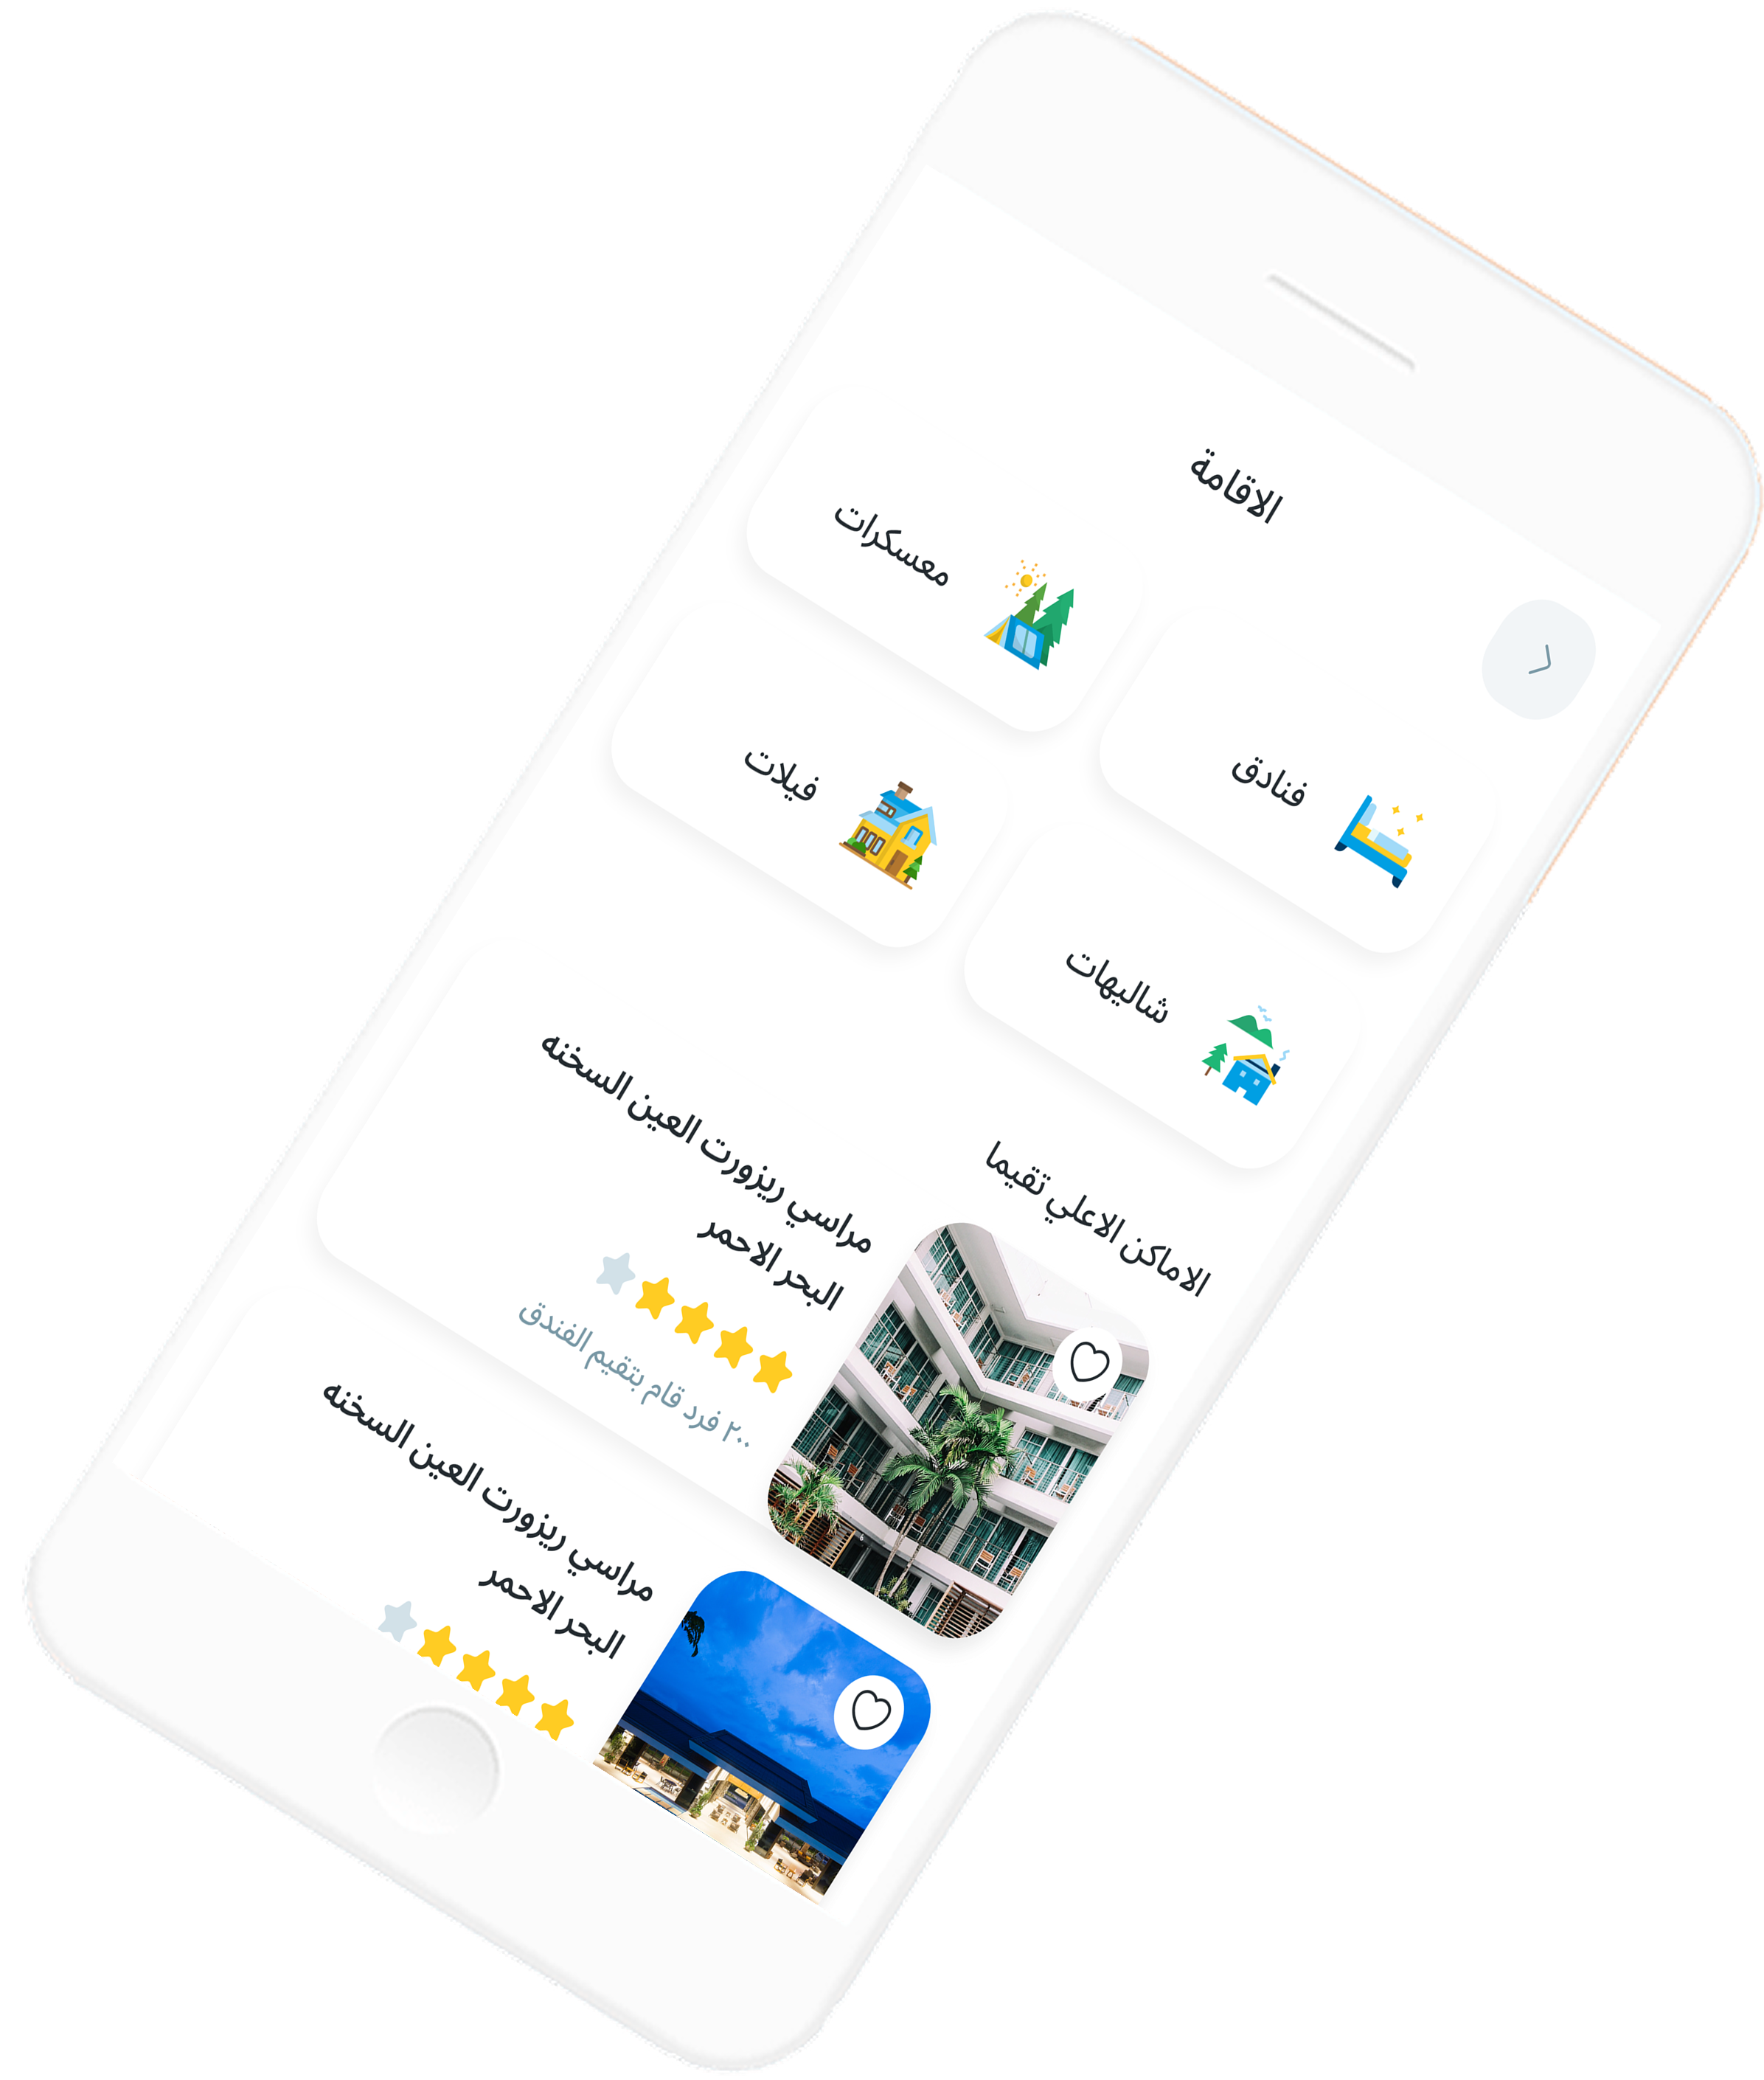 الاقامة
فنادق
معسكرات
شاليهات
فيلات
الاماكن الاعلي تقيما
مراسي ريزورت العين السخنه
البحر الاحمر
٢٠٠ فرد قام بتقيم الفندق
مراسي ريزورت العين السخنه
البحر الاحمر